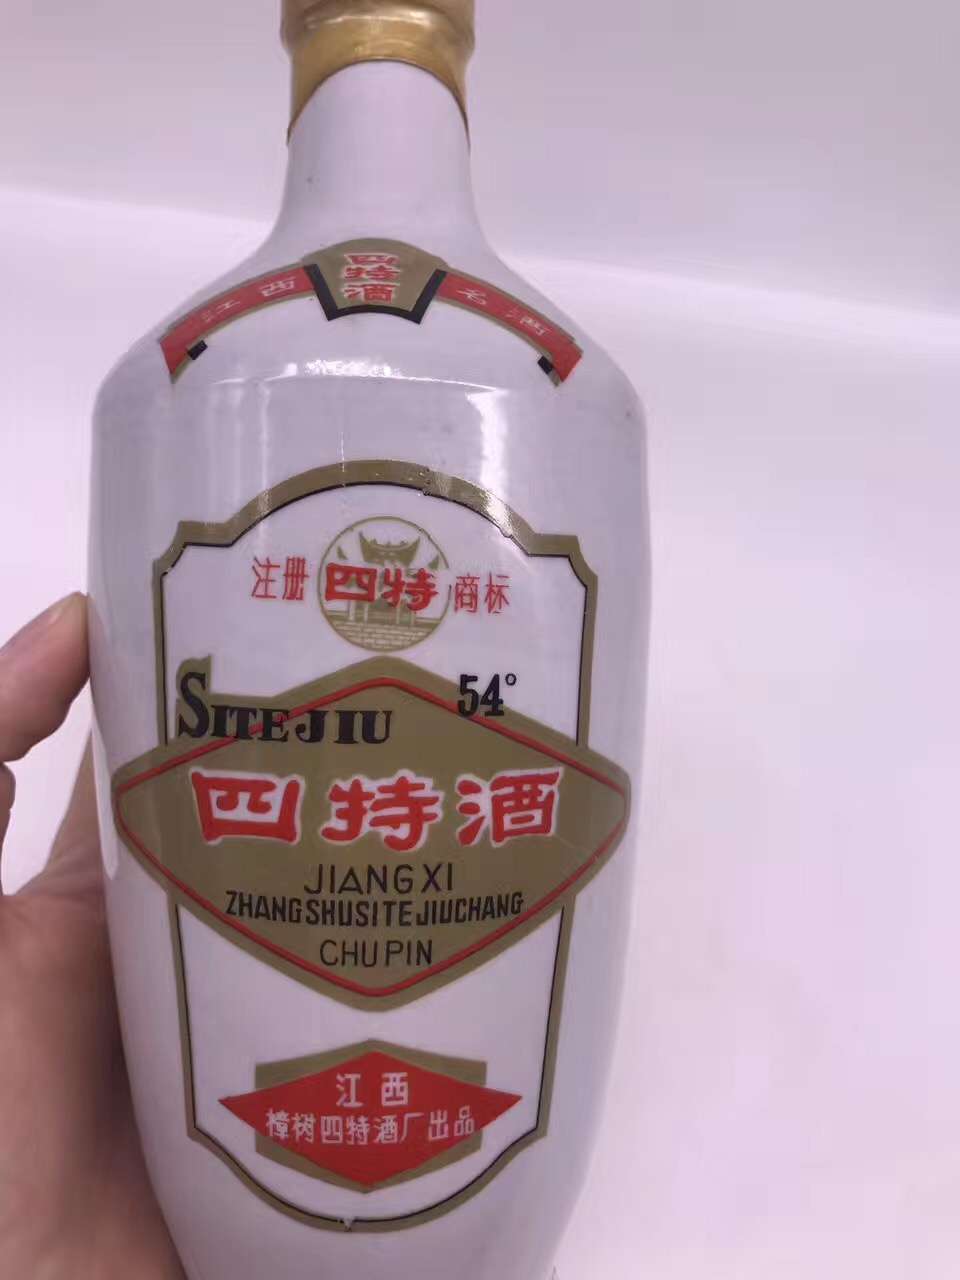 四特酒
江西 名酒
注册 四特 商标
SITEJIU 54°
四特酒
JIANGXI
ZHANGSHUSITEJIUCHANG
CHUPIN
江西
樟树四特酒厂出品